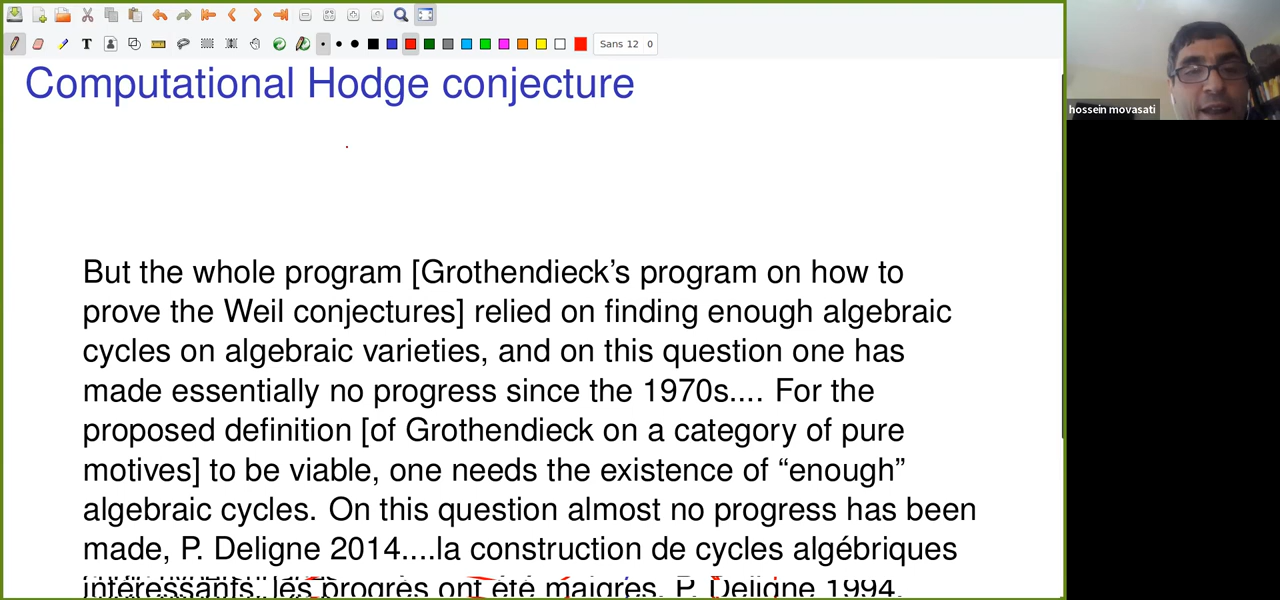 Sans 12 0
Computational Hodge conjecture
hossein movasati
But the whole program [Grothendieck's program on how to
prove the Weil conjectures] relied on finding enough algebraic
cycles on algebraic varieties, and on this question one has
made essentially no progress since the 1970s.... For the
proposed definition [of Grothendieck on a category of pure
motives] to be viable, one needs the existence of “enough”
algebraic cycles. On this question almost no progress has been
made, P. Deligne 2014....la construction de cycles algébriques
intéressants, les progrès ont été maigres, P. Deligne 1994.